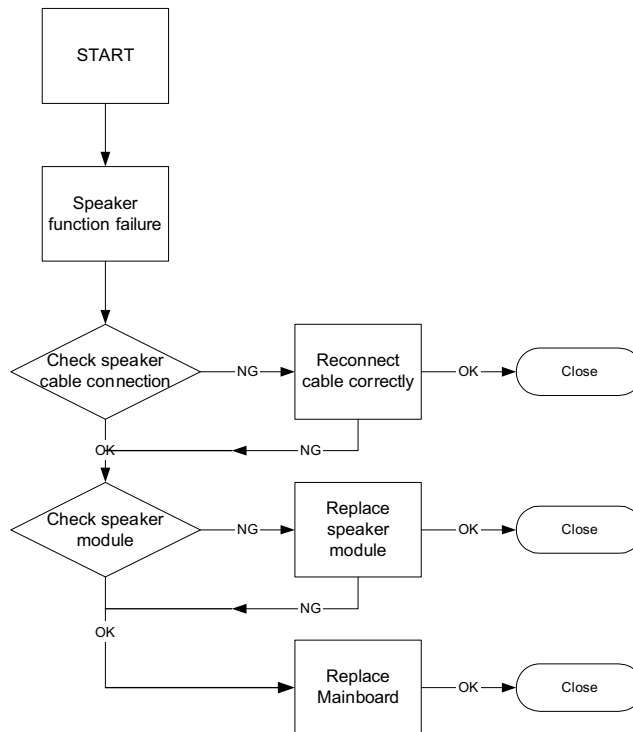 START
Speaker
function failure
Check speaker
cable connection
NG
Reconnect
cable correctly
OK
Close
OK
NG
Check speaker
module
NG
Replace
speaker
module
OK
Close
NG
OK
Replace
Mainboard
OK
Close